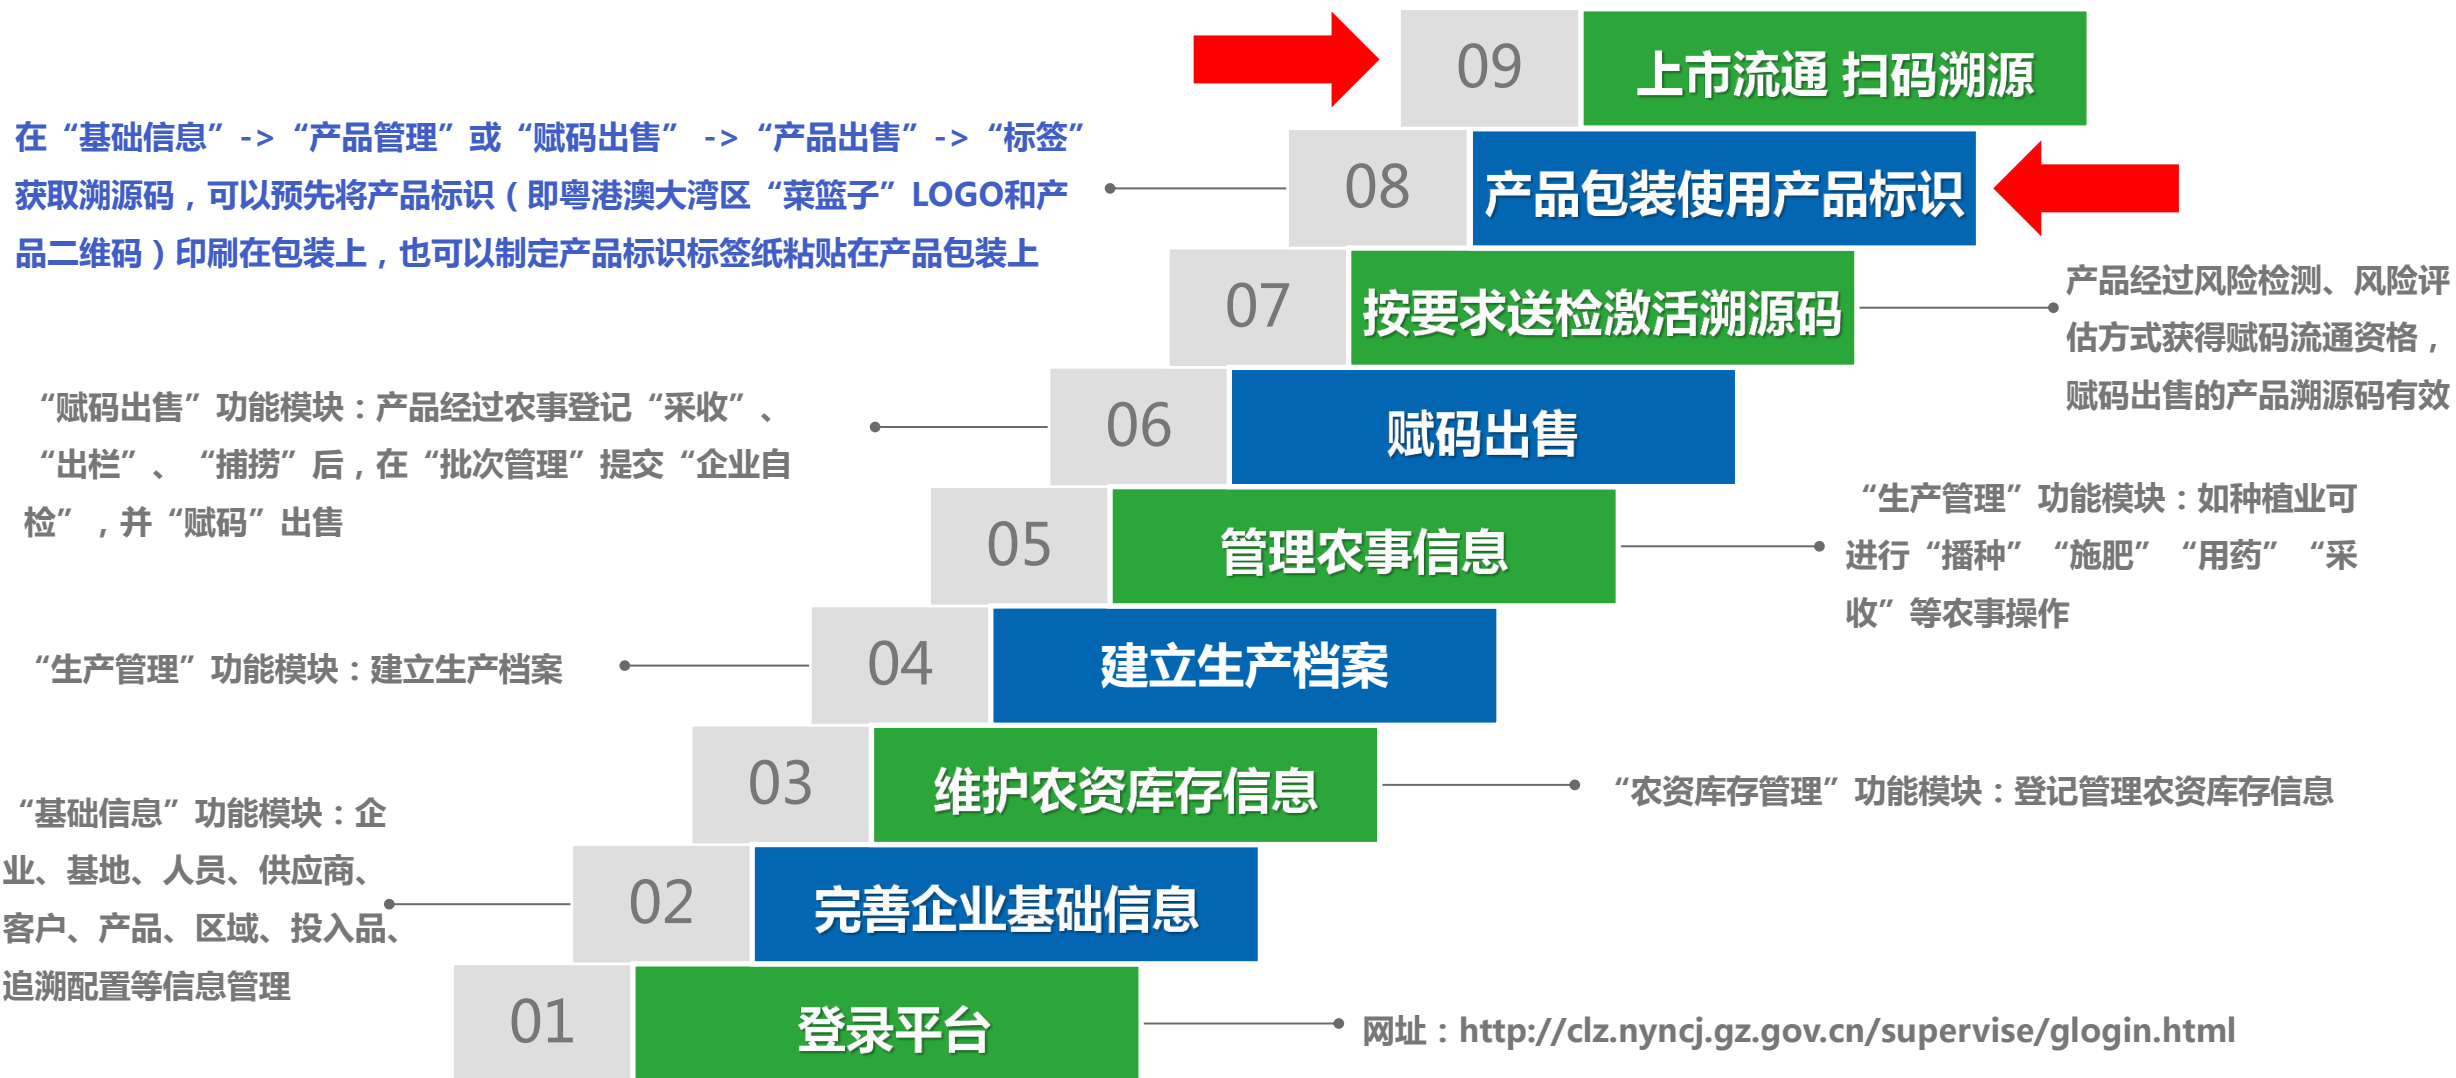 09
上市流通 扫码溯源
在“基础信息”->“产品管理”或“赋码出售” ->“产品出售”->“标签”
获取溯源码，可以预先将产品标识（即粤港澳大湾区“菜篮子”LOGO和产
品二维码）印刷在包装上，也可以制定产品标识标签纸粘贴在产品包装上
08
产品包装使用产品标识
07
按要求送检激活溯源码
产品经过风险检测、风险评
估方式获得赋码流通资格，
赋码出售的产品溯源码有效
“赋码出售”功能模块：产品经过农事登记“采收”、
“出栏”、“捕捞”后，在“批次管理”提交“企业自
检”，并“赋码”出售
06
赋码出售
05
管理农事信息
“生产管理”功能模块：如种植业可
进行“播种”“施肥”“用药”“采
收”等农事操作
“生产管理”功能模块：建立生产档案
04
建立生产档案
03
维护农资库存信息
“农资库存管理”功能模块：登记管理农资库存信息
“基础信息”功能模块：企
业、基地、人员、供应商、
客户、产品、区域、投入品、
追溯配置等信息管理
02
完善企业基础信息
01
登录平台
网址：http://clz.nyncj.gz.gov.cn/supervise/glogin.html